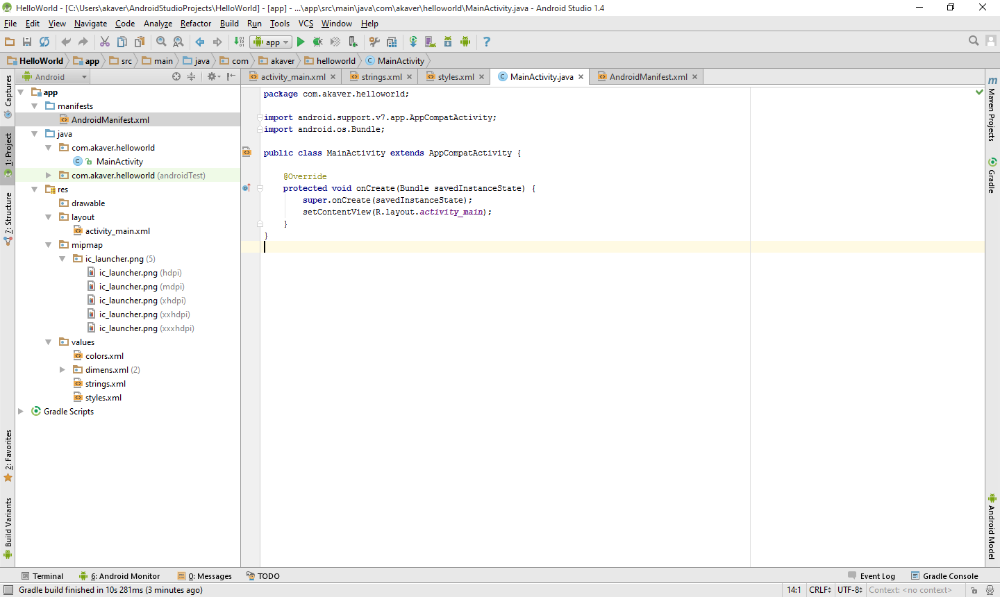 HelloWorld - [C:\Users\akaver\AndroidStudioProjects\HelloWorld] - [app] - ...\app\src\main\java\com\akaver\helloworld\MainActivity.java - Android Studio 1.4
File Edit View Navigate Code Analyze Refactor Build Run Tools VCS Window Help
app
HelloWorld app src main java com akaver helloworld MainActivity
Android
activity_main.xml strings.xml styles.xml MainActivity.java AndroidManifest.xml
Captures
1: Project
7: Structure
2: Favorites
Build Variants
app
manifests
AndroidManifest.xml
java
com.akaver.helloworld
MainActivity
com.akaver.helloworld (androidTest)
res
drawable
layout
activity_main.xml
mipmap
ic_launcher.png (5)
ic_launcher.png (hdpi)
ic_launcher.png (mdpi)
ic_launcher.png (xhdpi)
ic_launcher.png (xxhdpi)
ic_launcher.png (xxxhdpi)
values
colors.xml
dimens.xml (2)
strings.xml
styles.xml
Gradle Scripts
package com.akaver.helloworld;
import android.support.v7.app.AppCompatActivity;
import android.os.Bundle;
public class MainActivity extends AppCompatActivity {
@Override
protected void onCreate(Bundle savedInstanceState) {
super.onCreate(savedInstanceState);
setContentView(R.layout.activity_main);
}
}
m
Maven Projects
Gradle
Android Model
Terminal 6: Android Monitor 0: Messages TODO Event Log Gradle Console
Gradle build finished in 10s 281ms (3 minutes ago) 14:1 CRLF UTF-8 Context: <no context>